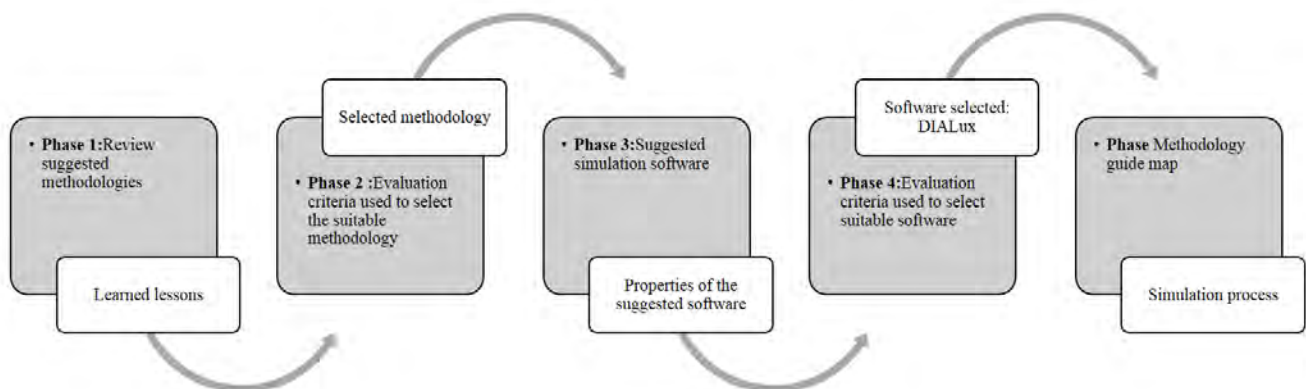 • Phase 1:Review
suggested
methodologies
Learned lessons
Selected methodology
• Phase 2 :Evaluation
criteria used to select
the suitable
methodology
• Phase 3:Suggested
simulation software
Properties of the
suggested software
Software selected:
DIALux
• Phase 4:Evaluation
criteria used to select
suitable software
• Phase Methodology
guide map
Simulation process